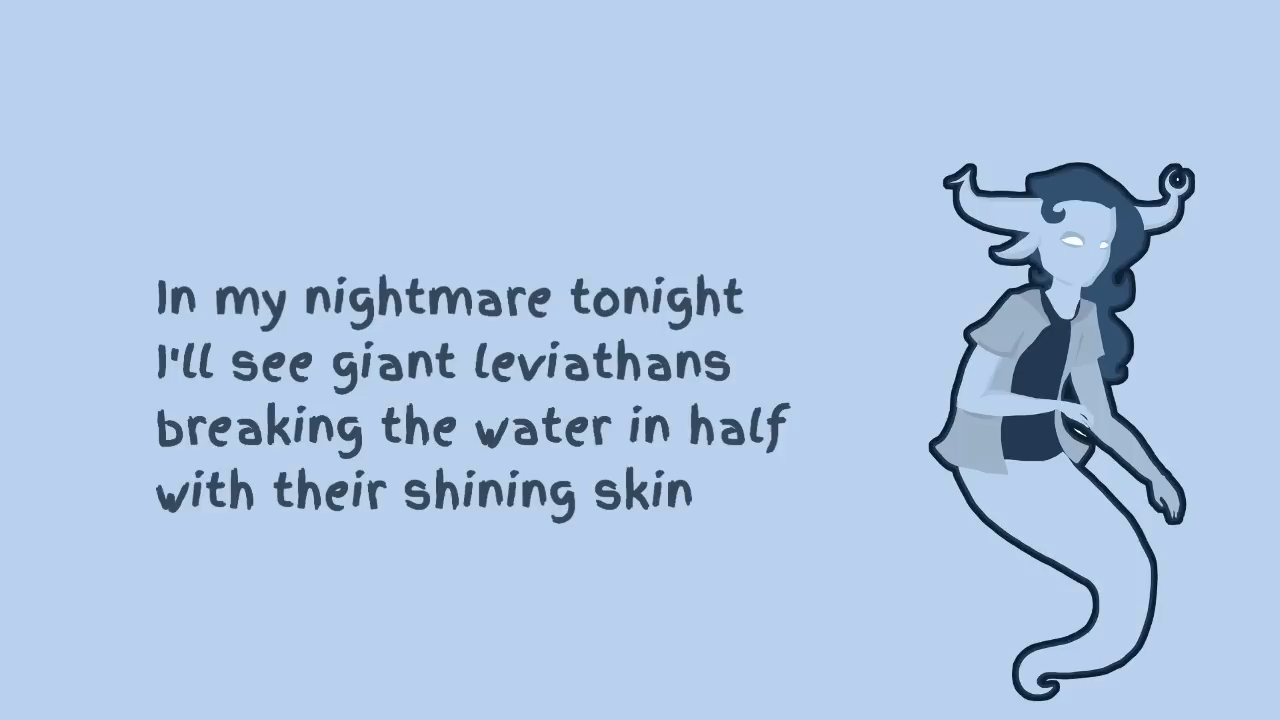 In my nightmare tonight
I'll see giant leviathans
breaking the water in half
with their shining skin